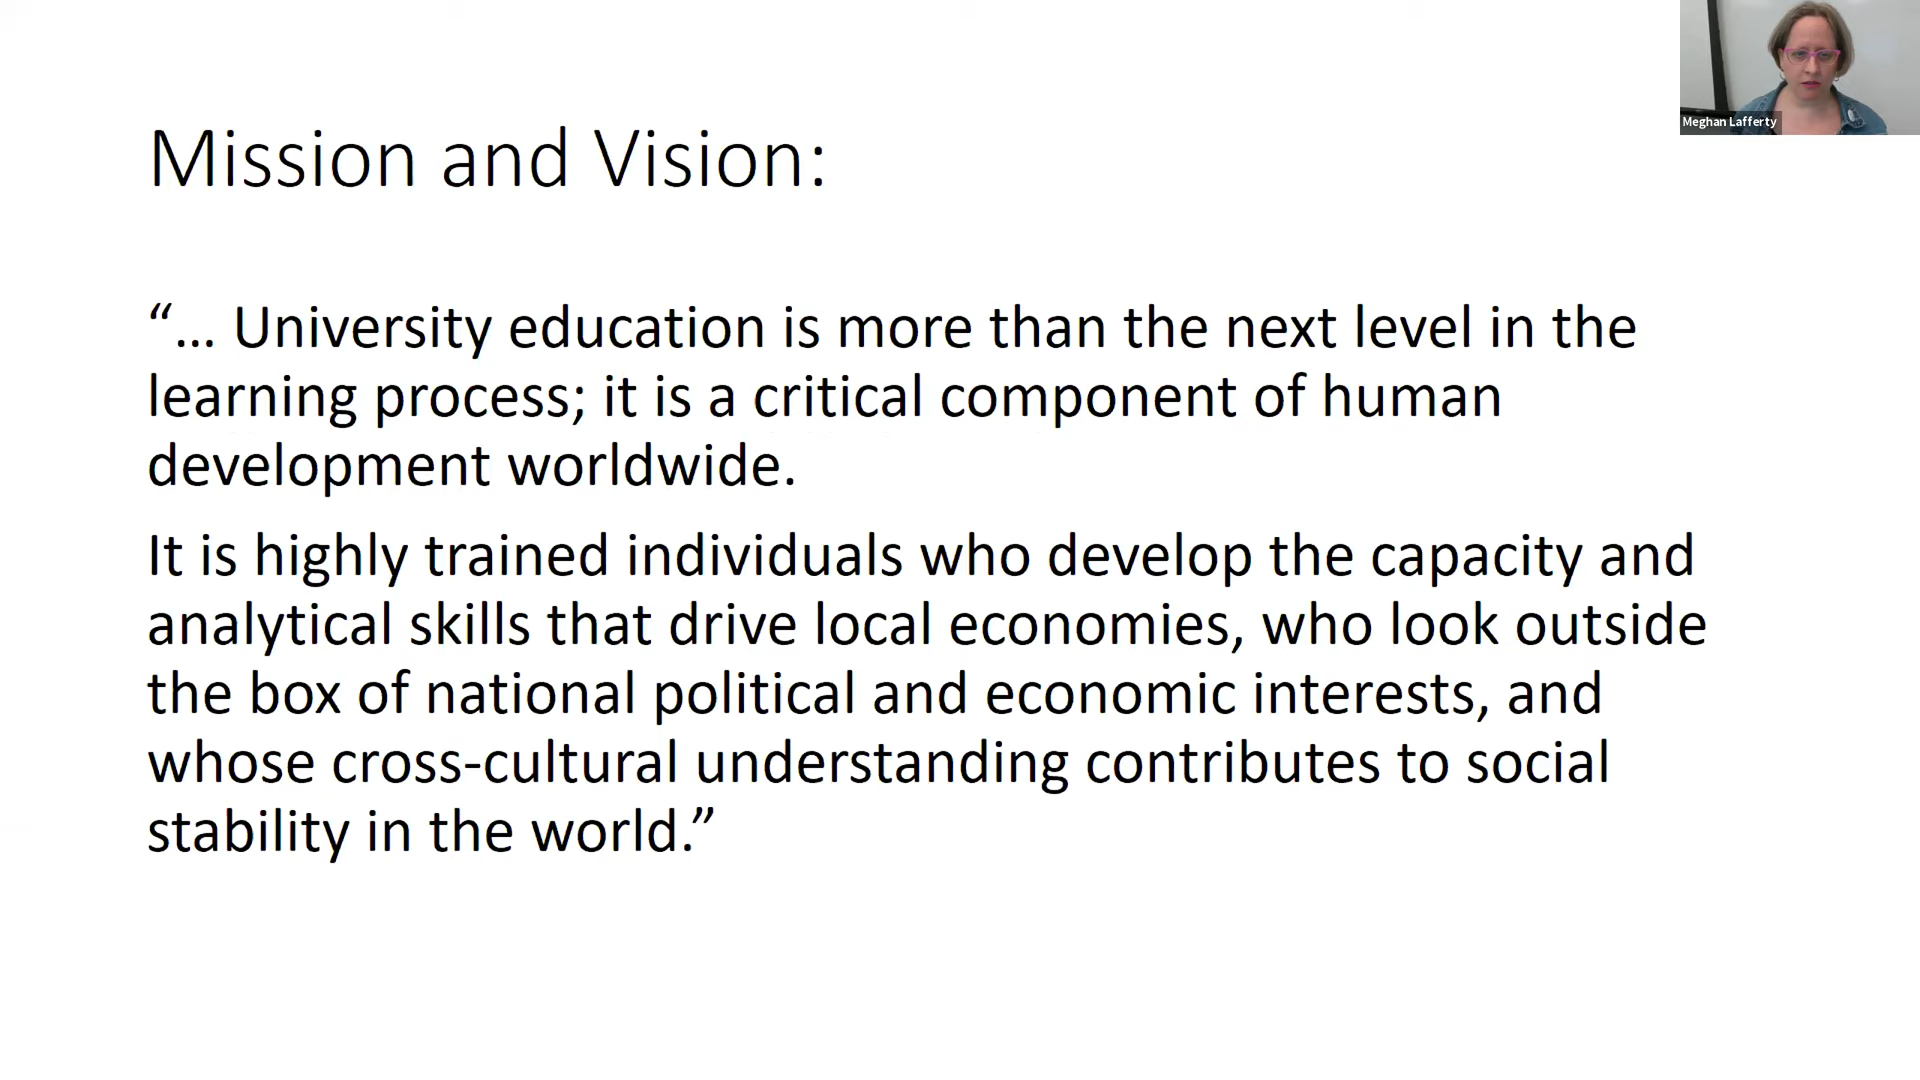 Meghan Lafferty
Mission and Vision:
“... University education is more than the next level in the
learning process; it is a critical component of human
development worldwide.
It is highly trained individuals who develop the capacity and
analytical skills that drive local economies, who look outside
the box of national political and economic interests, and
whose cross-cultural understanding contributes to social
stability in the world.”